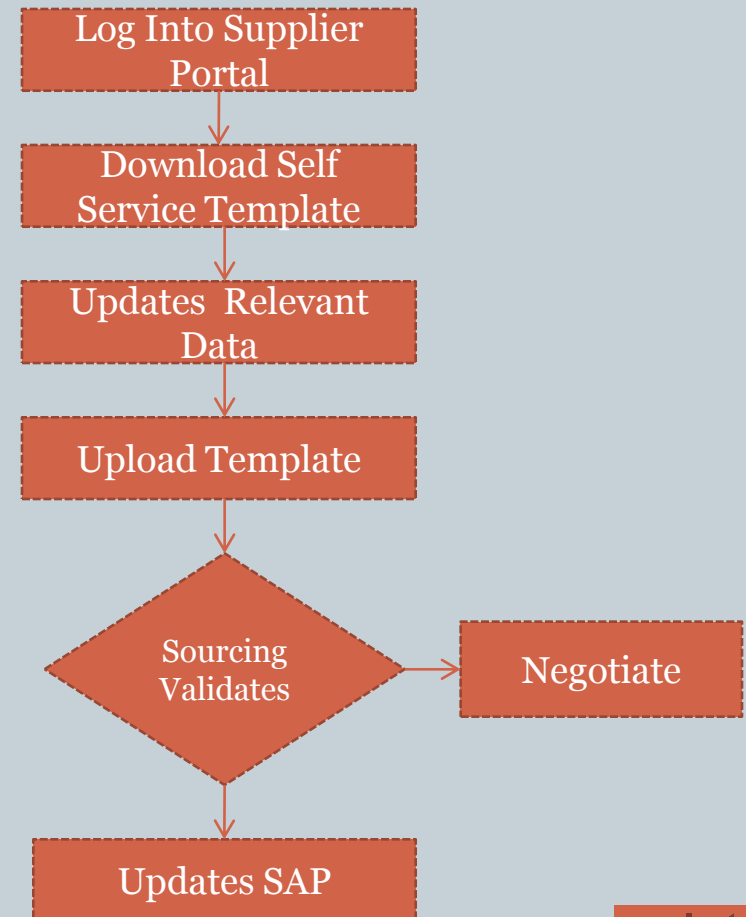 Log Into Supplier
Portal
Download Self
Service Template
Updates Relevant
Data
Upload Template
Sourcing
Validates
Negotiate
Updates SAP